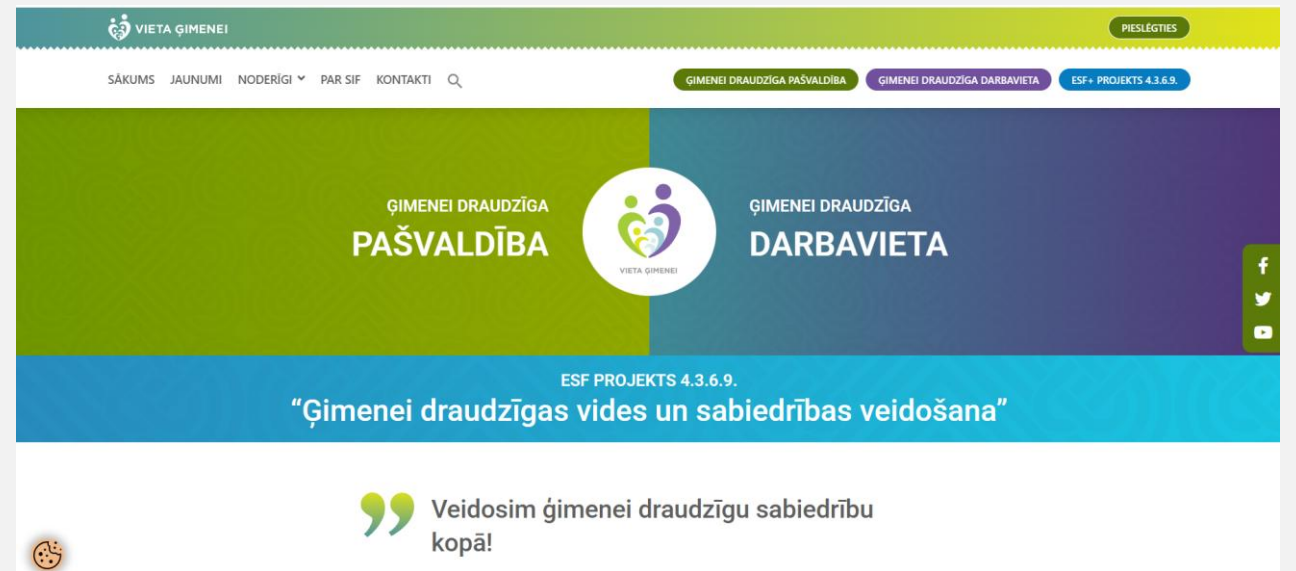 VIETA ĢIMENEI
PIESLĒGTIES
SĀKUMS JAUNUMI NODERĪGI PAR SIF KONTAKTI
ĢIMENEI DRAUDZĪGA PAŠVALDĪBA ĢIMENEI DRAUDZĪGA DARBAVIETA ESF+ PROJEKTS 4.3.6.9.
ĢIMENEI DRAUDZĪGA
PAŠVALDĪBA
VIETA ĢIMENEI
ĢIMENEI DRAUDZĪGA
DARBAVIETA
ESF PROJEKTS 4.3.6.9.
“Ģimenei draudzīgas vides un sabiedrības veidošana”
Veidosim ģimenei draudzīgu sabiedrību
kopā!